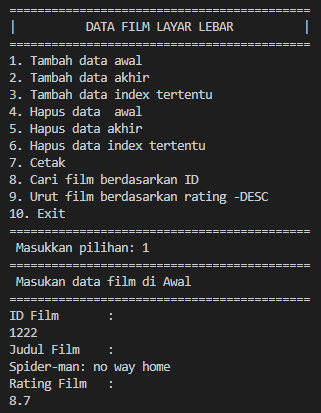 ===========================================
|          DATA FILM LAYAR LEBAR          |
===========================================
1. Tambah data awal
2. Tambah data akhir
3. Tambah data index tertentu
4. Hapus data  awal
5. Hapus data akhir
6. Hapus data index tertentu
7. Cetak
8. Cari film berdasarkan ID
9. Urut film berdasarkan rating -DESC
10. Exit
===========================================
 Masukkan pilihan: 1
===========================================
 Masukan data film di Awal
===========================================
ID Film       :
1222
Judul Film    :
Spider-man: no way home
Rating Film   :
8.7